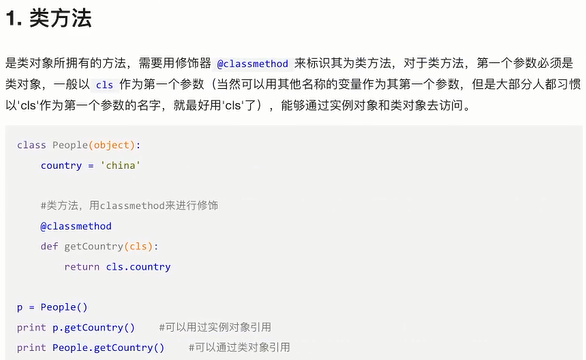 1. 类方法
是类对象所拥有的方法，需要用修饰器 @classmethod 来标识其为类方法，对于类方法，第一个参数必须是
类对象，一般以 cls 作为第一个参数（当然可以用其他名称的变量作为其第一个参数，但是大部分人都习惯
以'cls'作为第一个参数的名字，就最好用'cls'了），能够通过实例对象和类对象去访问。
class People(object):
    country = 'china'
    #类方法，用classmethod来进行修饰
    @classmethod
    def getCountry(cls):
        return cls.country
p = People()
print p.getCountry()    #可以用过实例对象引用
print People.getCountry()    #可以通过类对象引用